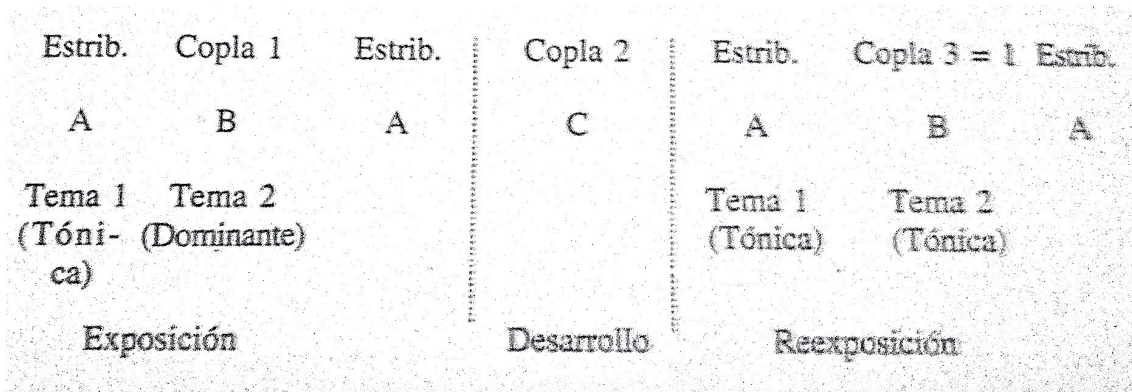 Estrib. Copla 1 Estrib. Copla 2 Estrib. Copla 3 = 1 Estrib.
A B A C A B A
Tema 1 Tema 2 Tema 1 Tema 2
(Tóni- (Dominante) (Tónica) (Tónica)
ca)
Exposición Desarrollo Reexposición